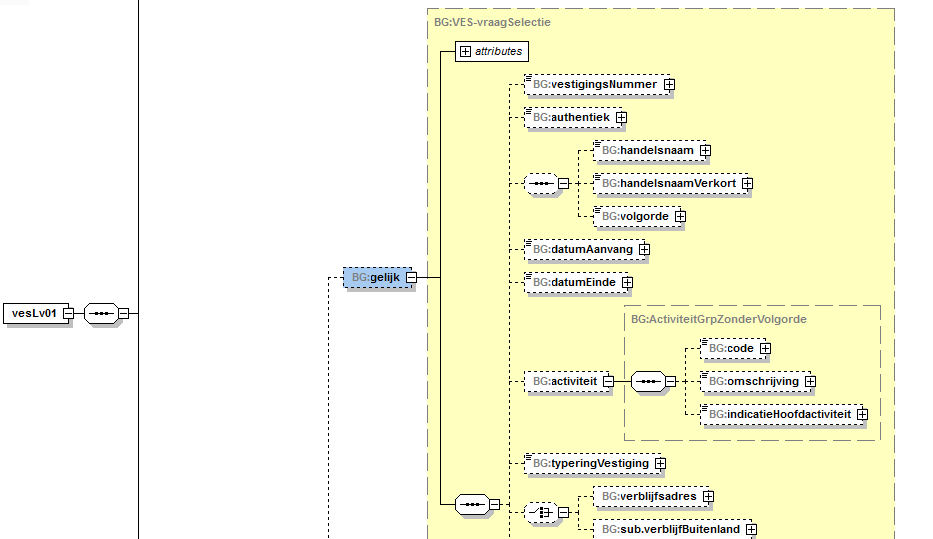 BG:VES-vraagSelectie
attributes
BG:vestigingsNummer
BG:authentiek
BG:handelsnaam
BG:handelsnaamVerkort
BG:volgorde
BG:datumAanvang
BG:gelijk
BG:datumEinde
vesLv01
BG:ActiviteitGrpZonderVolgorde
BG:code
BG:activiteit
BG:omschrijving
BG:indicatieHoofdactiviteit
BG:typeringVestiging
BG:verblijfsadres
BG:sub.verblijfBuitenland